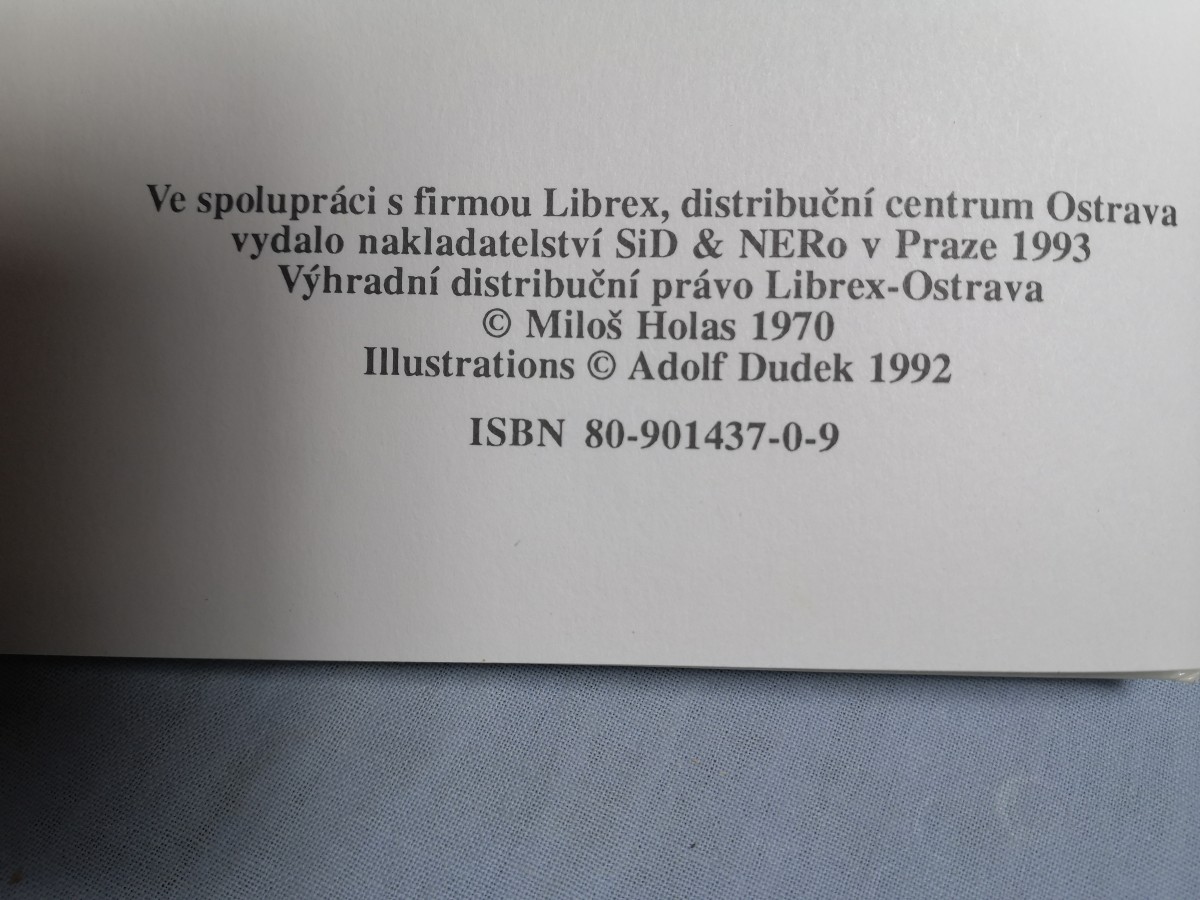 Ve spolupráci s firmou Librex, distribuční centrum Ostrava
vydalo nakladatelství SiD & NERo v Praze 1993
Výhradní distribuční právo Librex-Ostrava
© Miloš Holas 1970
Illustrations © Adolf Dudek 1992
ISBN 80-901437-0-9